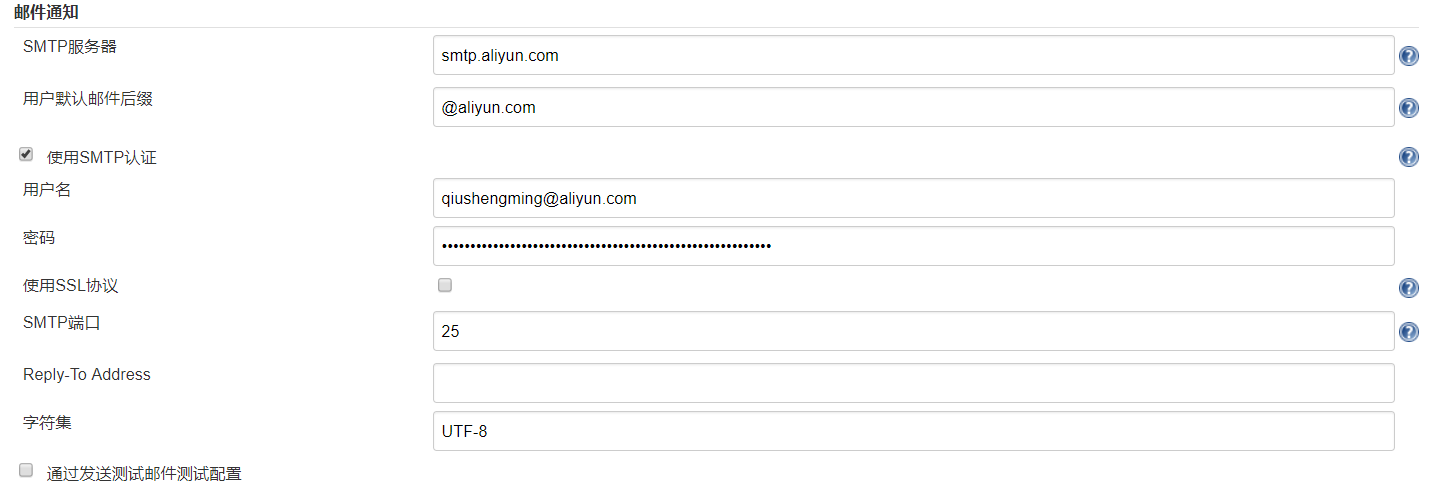 邮件通知
SMTP服务器
smtp.aliyun.com
用户默认邮件后缀
@aliyun.com
使用SMTP认证
用户名
qiushengming@aliyun.com
密码
使用SSL协议
SMTP端口
25
Reply-To Address
字符集
UTF-8
通过发送测试邮件测试配置